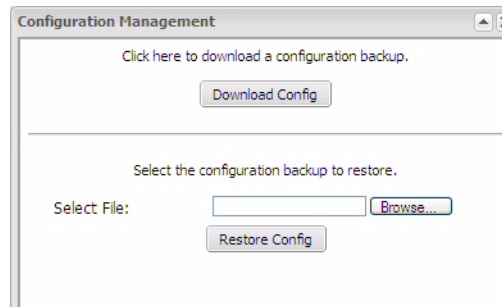 Configuration Management
Click here to download a configuration backup.
Download Config
Select the configuration backup to restore.
Select File:
Browse...
Restore Config